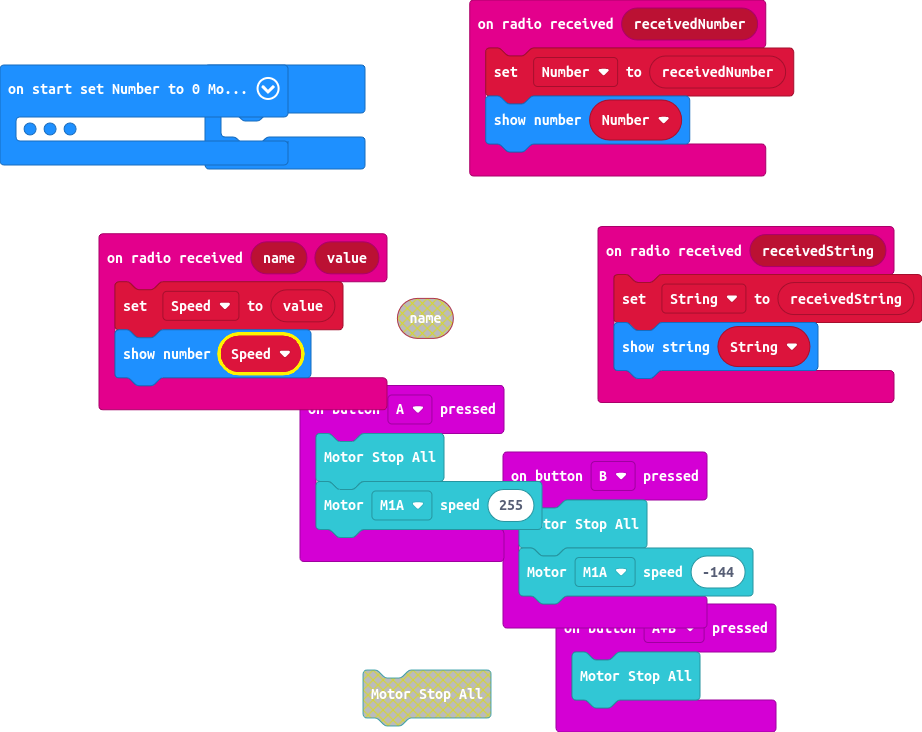 on radio received receivedNumber
set Number to receivedNumber
show number Number
on start set Number to 0 Mo...
on radio received name value
set Speed to value
show number Speed
name
on radio received receivedString
set String to receivedString
show string String
on button A pressed
Motor Stop All
Motor M1A speed 255
on button B pressed
Motor Stop All
Motor M1A speed -144
on button A+B pressed
Motor Stop All
Motor Stop All